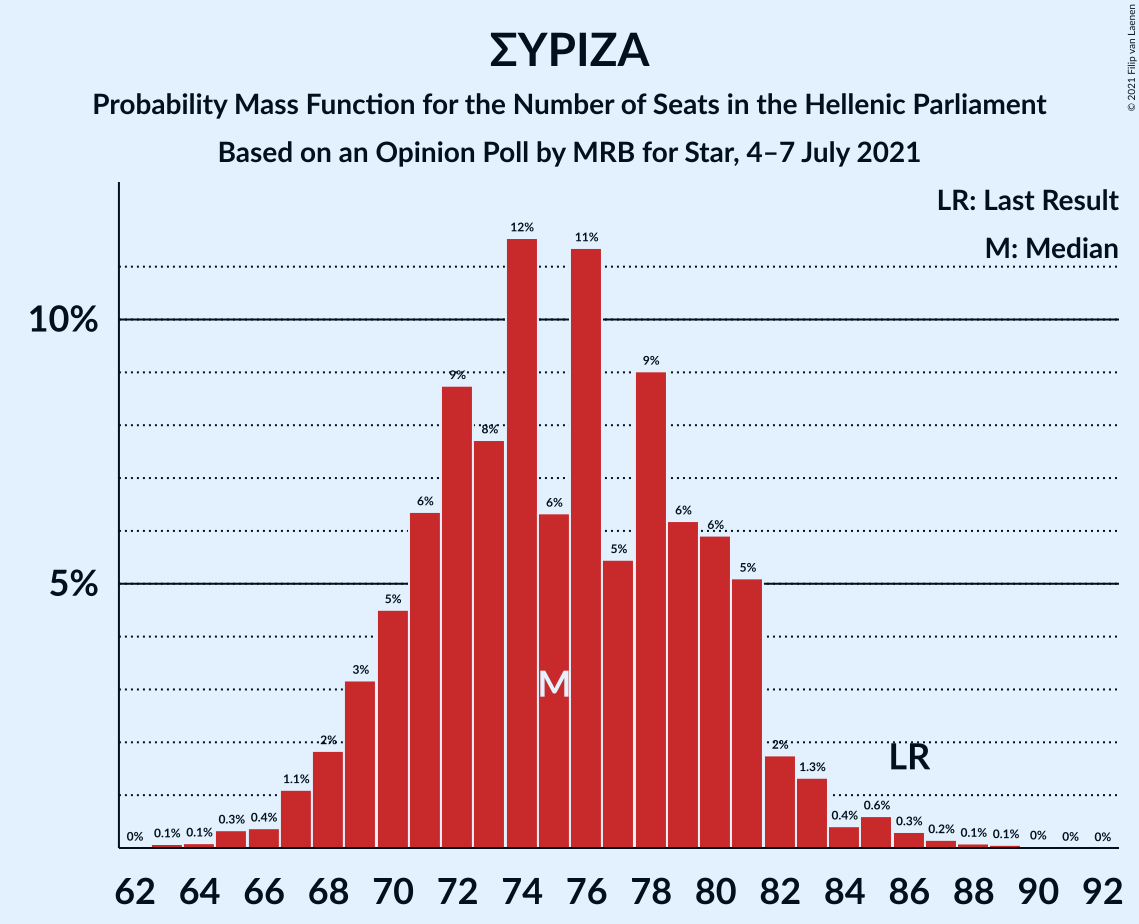 ΣΥΡΙΖΑ
Probability Mass Function for the Number of Seats in the Hellenic Parliament
Based on an Opinion Poll by MRB for Star, 4–7 July 2021
© 2021 Filip van Laenen
LR: Last Result
M: Median
10%
5%
0% 0.1% 0.1% 0.3% 0.4% 1.1% 2% 3% 5% 6% 9% 8% 12% 6% 11% 5% 9% 6% 6% 5% 2% 1.3% 0.4% 0.6% 0.3% 0.2% 0.1% 0.1% 0% 0% 0%
M
LR
62 64 66 68 70 72 74 76 78 80 82 84 86 88 90 92